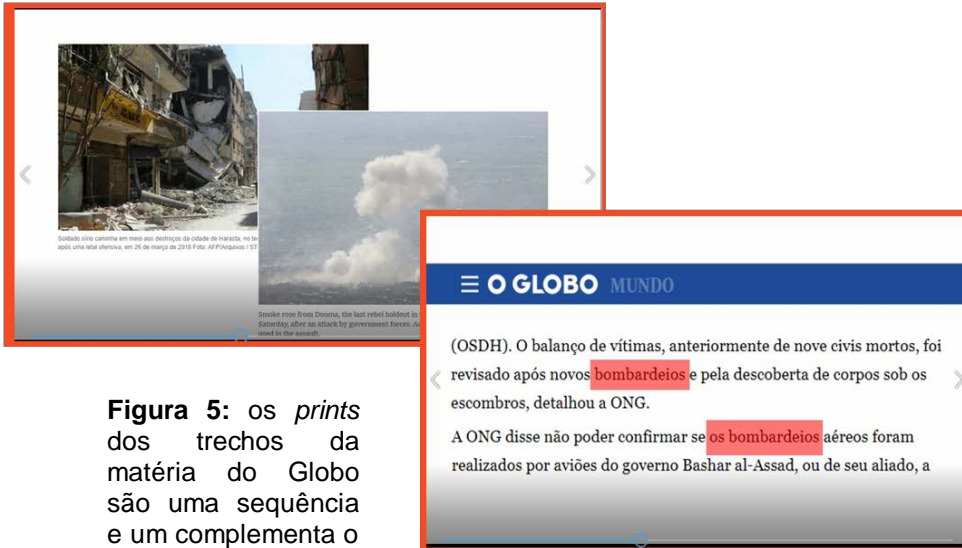 Soldado sírio caminha em meio aos destroços da cidade de Harasta, no
após uma letal ofensiva, em 26 de março de 2018 Foto: AFP/Arquivos / ST
Smoke rose from Douma, the last rebel holdout in
Saturday, after an attack by government forces.
used in the assault.
O GLOBO MUNDO
(OSDH). O balanço de vítimas, anteriormente de nove civis mortos, foi
revisado após novos bombardeios e pela descoberta de corpos sob os
escombros, detalhou a ONG.
A ONG disse não poder confirmar se os bombardeios aéreos foram
realizados por aviões do governo Bashar al-Assad, ou de seu aliado, a
Figura 5: os prints
dos trechos da
matéria do Globo
são uma sequência
e um complementa o